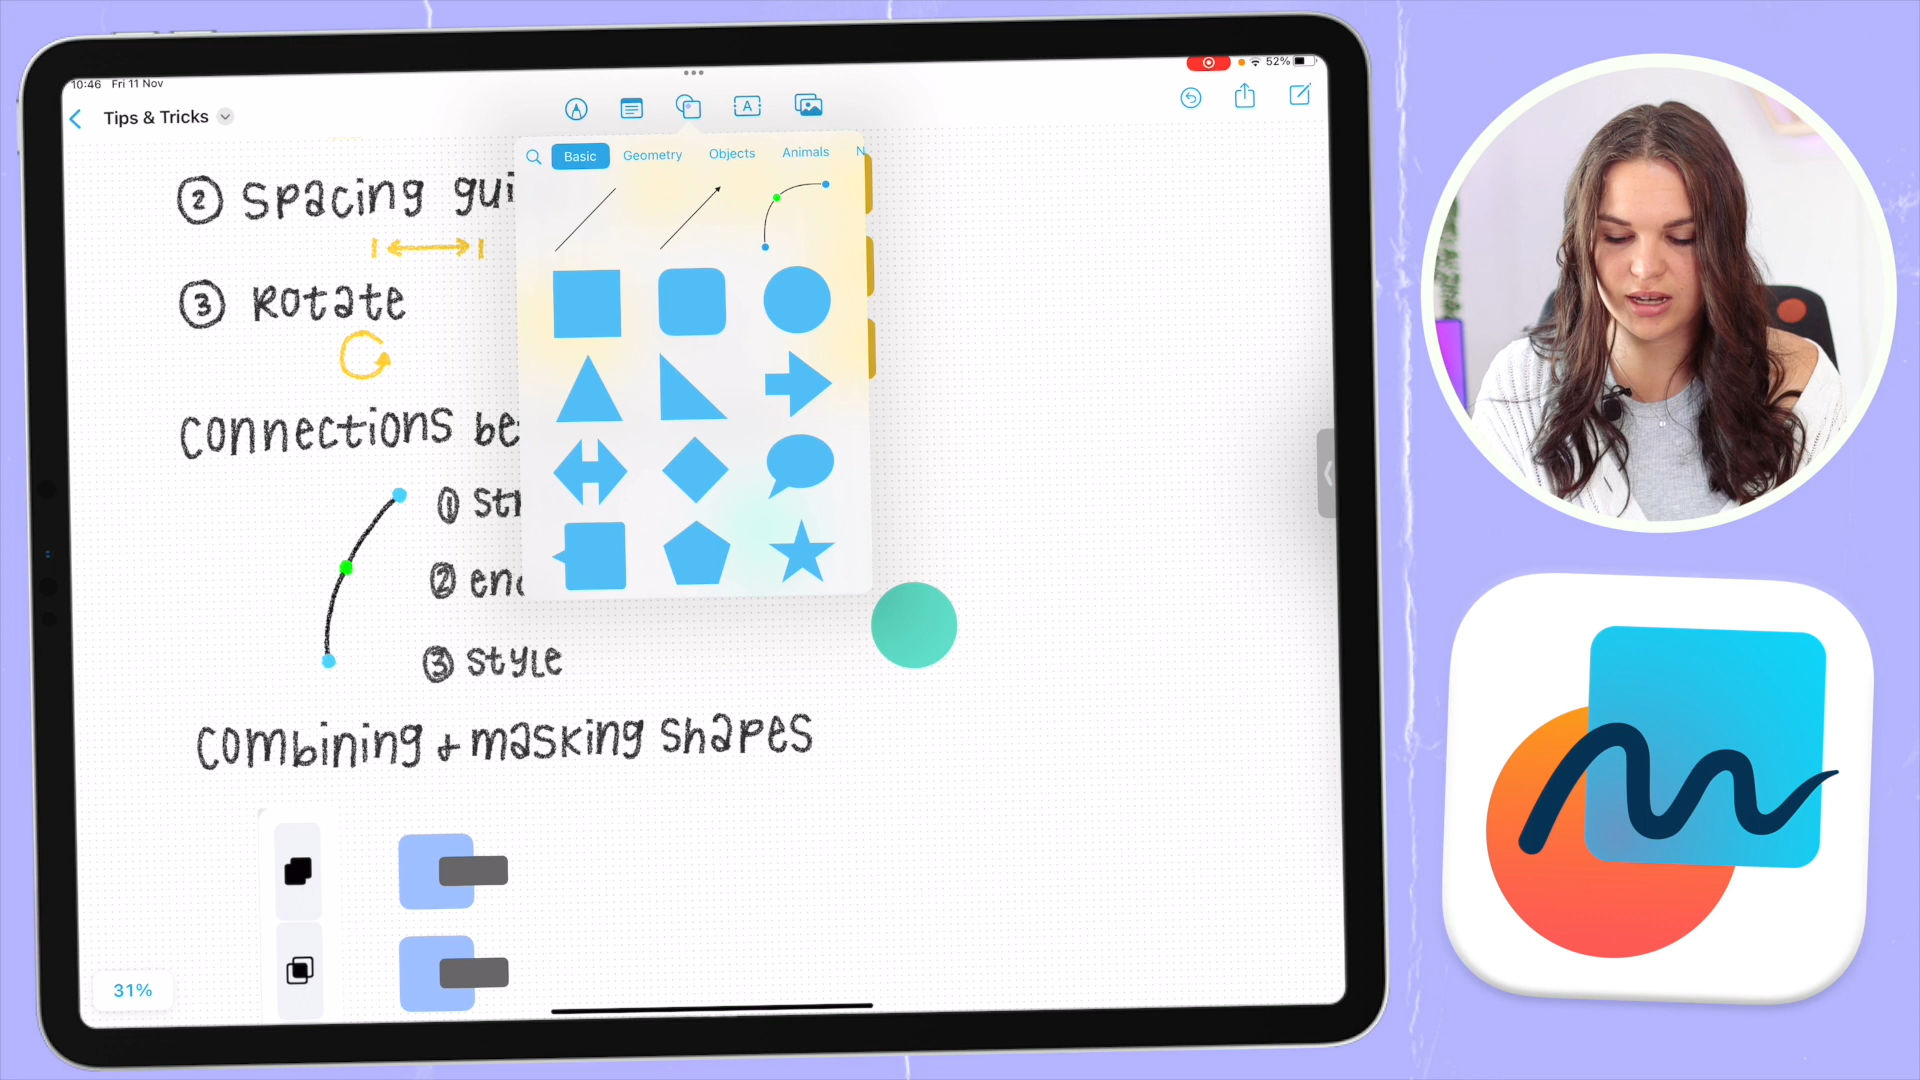 10:46 Fri 11 Nov
52%
Tips & Tricks
A
Basic Geometry Objects Animals N
② Spacing gui
③ Rotate
Connections be
① str
② end
③ style
Combining + masking shapes
31%